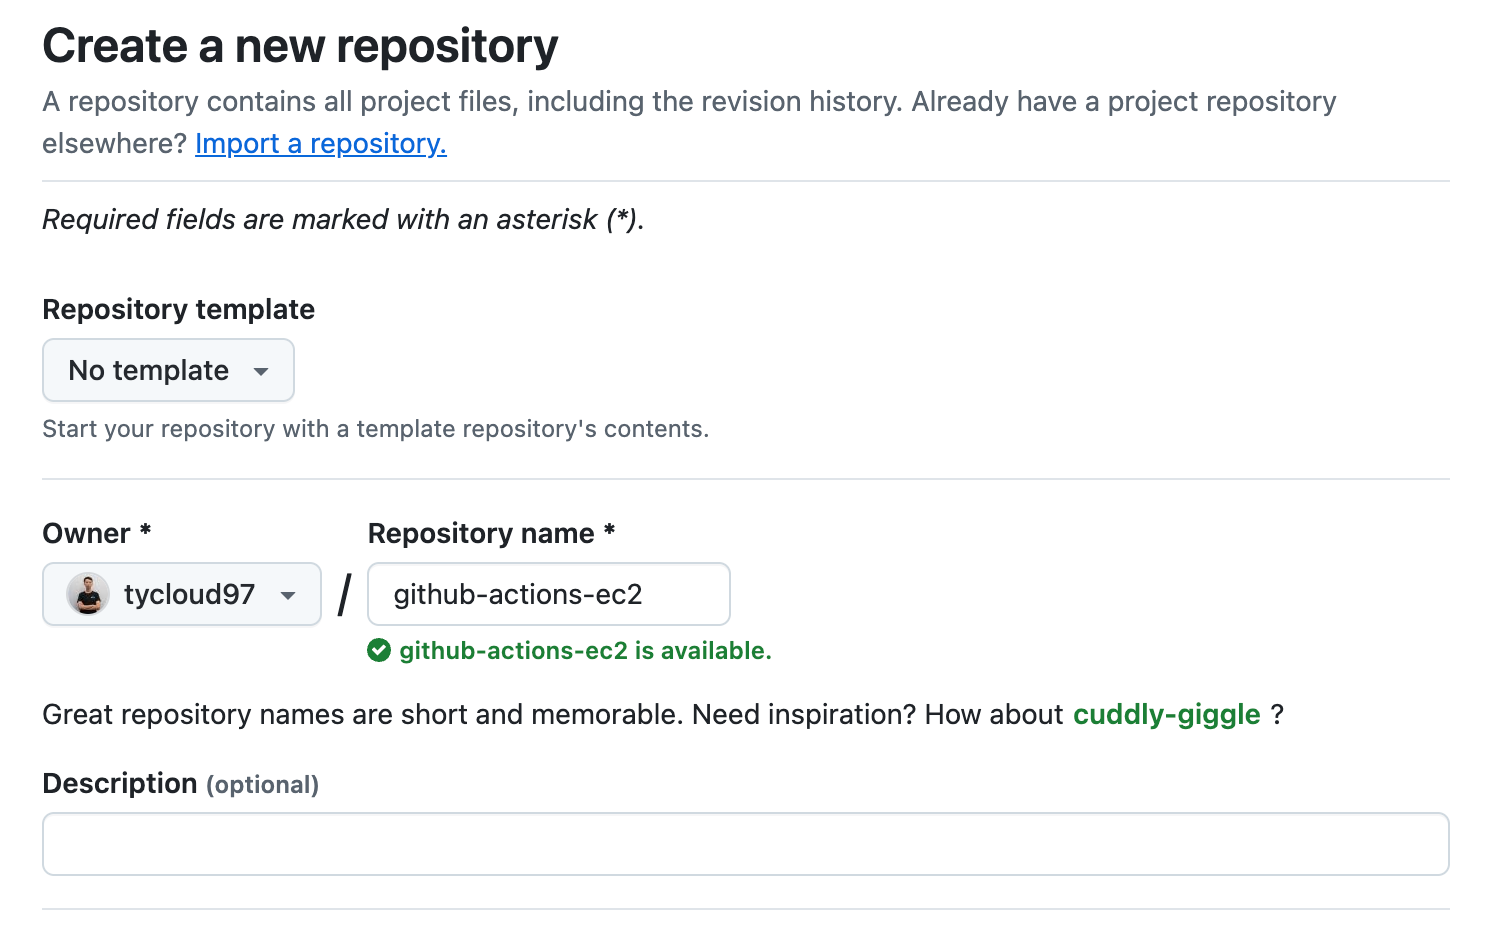 Create a new repository
A repository contains all project files, including the revision history. Already have a project repository
elsewhere? Import a repository.
Required fields are marked with an asterisk (*).
Repository template
No template
Start your repository with a template repository's contents.
Owner *
Repository name *
tycloud97
/
github-actions-ec2
github-actions-ec2 is available.
Great repository names are short and memorable. Need inspiration? How about cuddly-giggle ?
Description (optional)